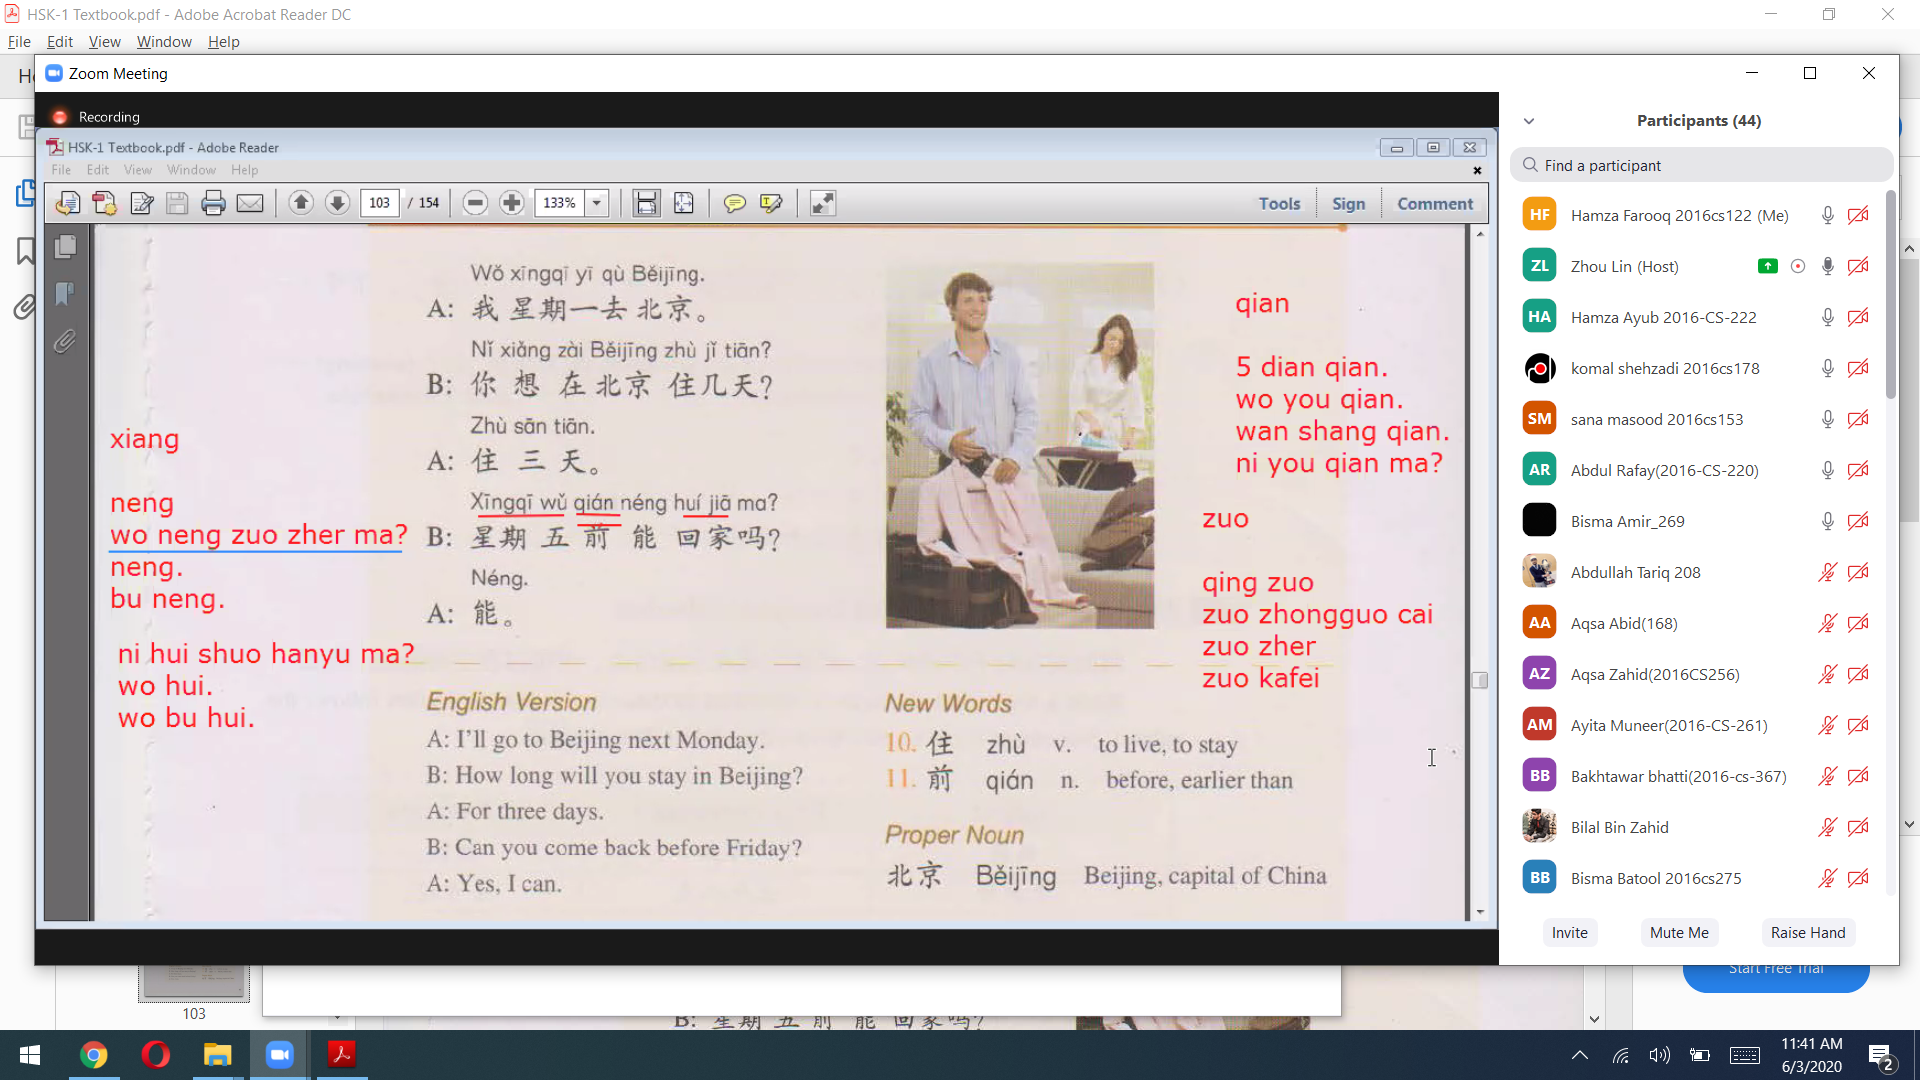 HSK-1 Textbook.pdf - Adobe Acrobat Reader DC
File Edit View Window Help
Zoom Meeting
Recording
HSK-1 Textbook.pdf - Adobe Reader
File Edit View Window Help
103 / 154
133%
Tools Sign Comment
Wǒ xīngqī yī qù Běijīng.
A: 我 星期一去 北京。
Nǐ xiǎng zài Běijīng zhù jǐ tiān?
B: 你 想 在 北京 住几天?
Zhù sān tiān.
A: 住 三 天。
Xīngqī wǔ qián néng huí jiā ma?
B: 星期 五 前 能 回家吗?
Néng.
A: 能。
xiang
neng
wo neng zuo zher ma?
neng.
bu neng.
ni hui shuo hanyu ma?
wo hui.
wo bu hui.
qian
5 dian qian.
wo you qian.
wan shang qian.
ni you qian ma?
zuo
qing zuo
zuo zhongguo cai
zuo zher
zuo kafei
English Version
A: I'll go to Beijing next Monday.
B: How long will you stay in Beijing?
A: For three days.
B: Can you come back before Friday?
A: Yes, I can.
New Words
10. 住 zhù v. to live, to stay
11. 前 qián n. before, earlier than
Proper Noun
北京 Běijīng Beijing, capital of China
Participants (44)
Find a participant
HF Hamza Farooq 2016cs122 (Me)
ZL Zhou Lin (Host)
HA Hamza Ayub 2016-CS-222
komal shehzadi 2016cs178
SM sana masood 2016cs153
AR Abdul Rafay(2016-CS-220)
Bisma Amir_269
Abdullah Tariq 208
AA Aqsa Abid(168)
AZ Aqsa Zahid(2016CS256)
AM Ayita Muneer(2016-CS-261)
BB Bakhtawar bhatti(2016-cs-367)
Bilal Bin Zahid
BB Bisma Batool 2016cs275
Invite Mute Me Raise Hand
Start Free Trial
103
B: 星期 五 前 能 回家吗?
11:41 AM
6/3/2020
2